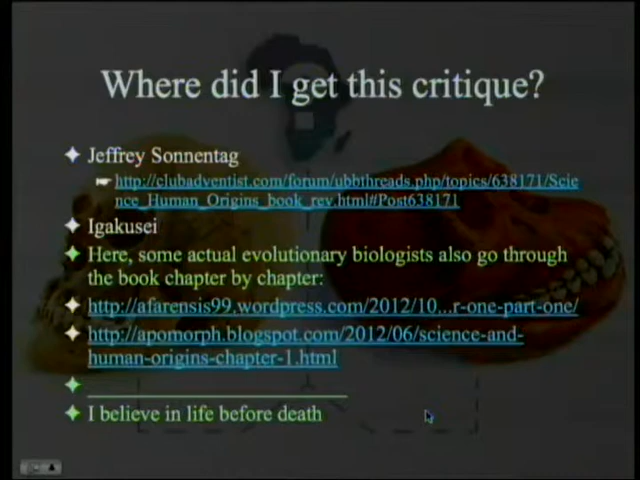 Where did I get this critique?
Jeffrey Sonnentag
http://clubadventist.com/forum/ubbthreads.php/topics/638171/Scie
nce_Human_Origins_book_rev.html#Post638171
Igakusei
Here, some actual evolutionary biologists also go through
the book chapter by chapter:
http://afarensis99.wordpress.com/2012/10...r-one-part-one/
http://apomorph.blogspot.com/2012/06/science-and-
human-origins-chapter-1.html
I believe in life before death